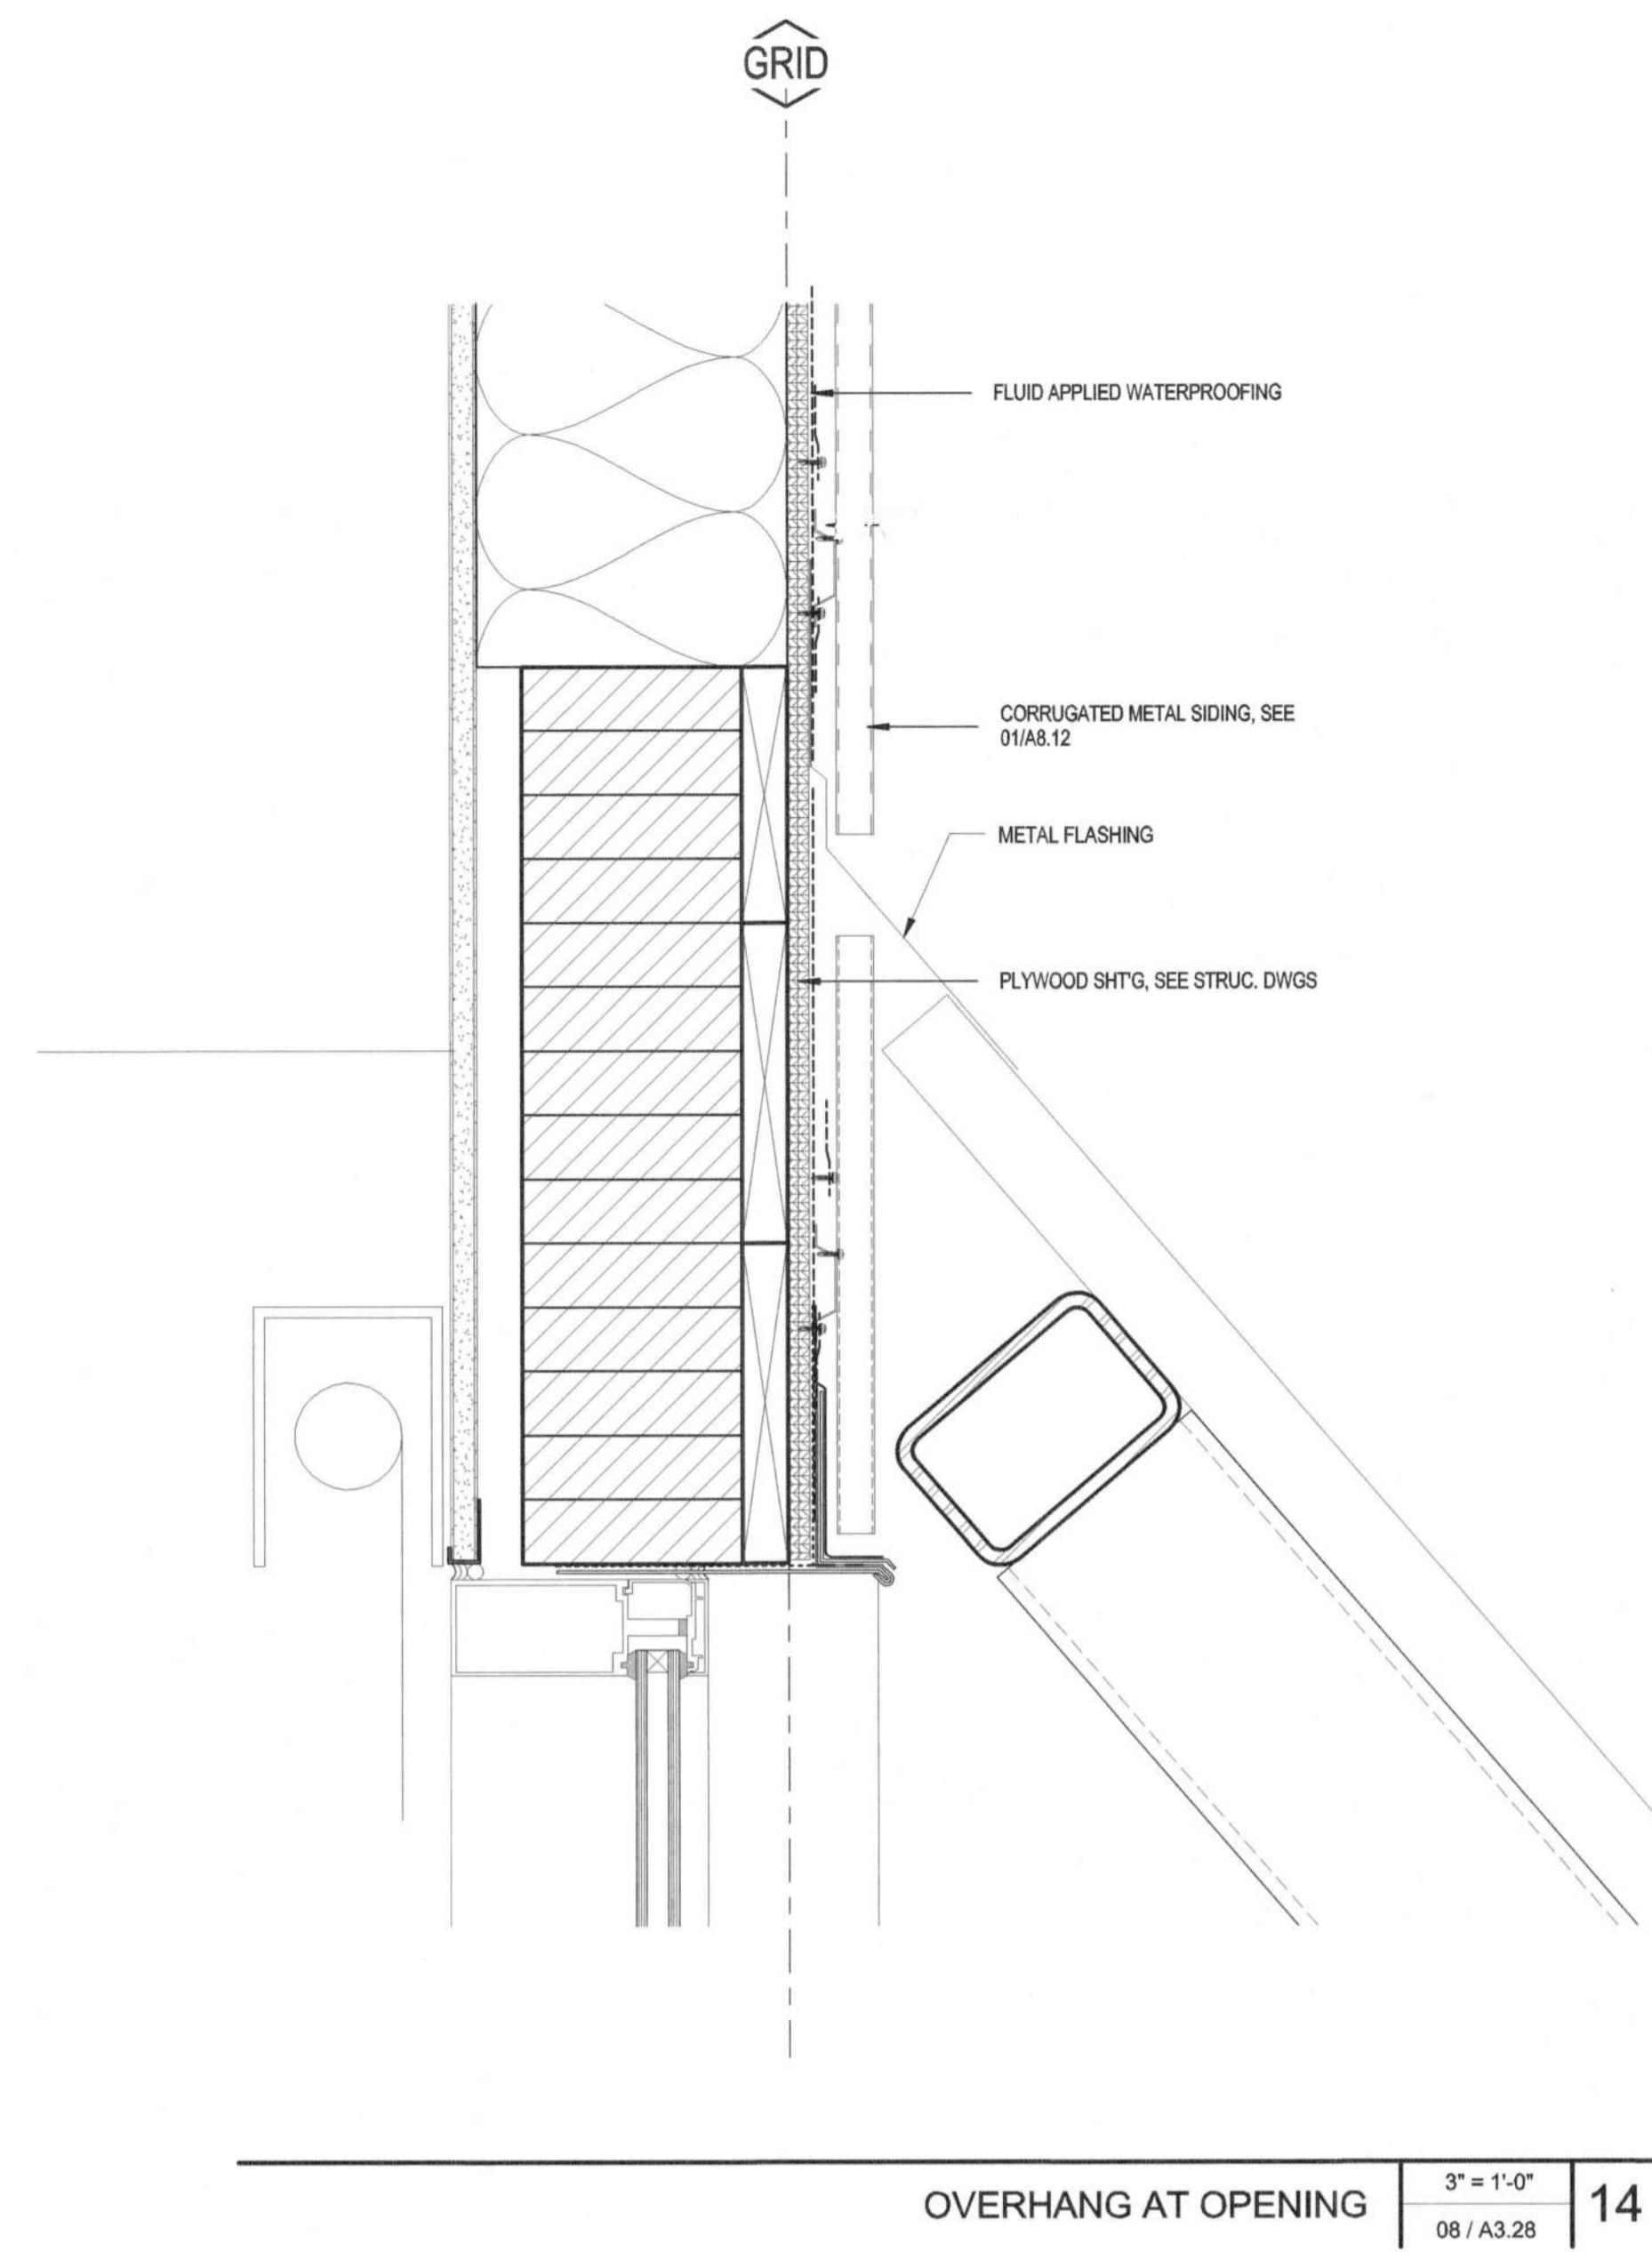 GRID
FLUID APPLIED WATERPROOFING
CORRUGATED METAL SIDING, SEE
01/A8.12
METAL FLASHING
PLYWOOD SHT'G, SEE STRUC. DWGS
OVERHANG AT OPENING
3" = 1'-0"
08 / A3.28
14